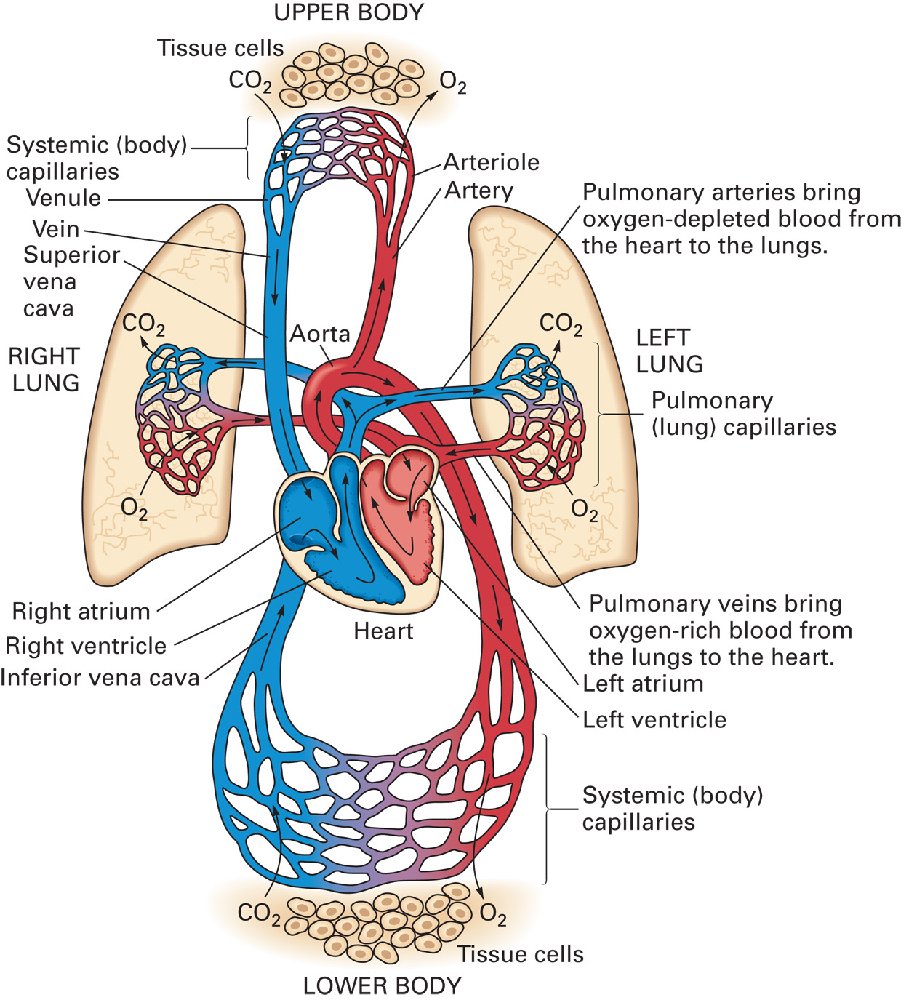 UPPER BODY
Tissue cells
CO2
O2
Systemic (body)
capillaries
Venule
Vein
Superior
vena
cava
Arteriole
Artery
Pulmonary arteries bring
oxygen-depleted blood from
the heart to the lungs.
CO2
RIGHT
LUNG
Aorta
CO2
LEFT
LUNG
Pulmonary
(lung) capillaries
O2
O2
Right atrium
Right ventricle
Inferior vena cava
Heart
Pulmonary veins bring
oxygen-rich blood from
the lungs to the heart.
Left atrium
Left ventricle
Systemic (body)
capillaries
CO2
O2
Tissue cells
LOWER BODY